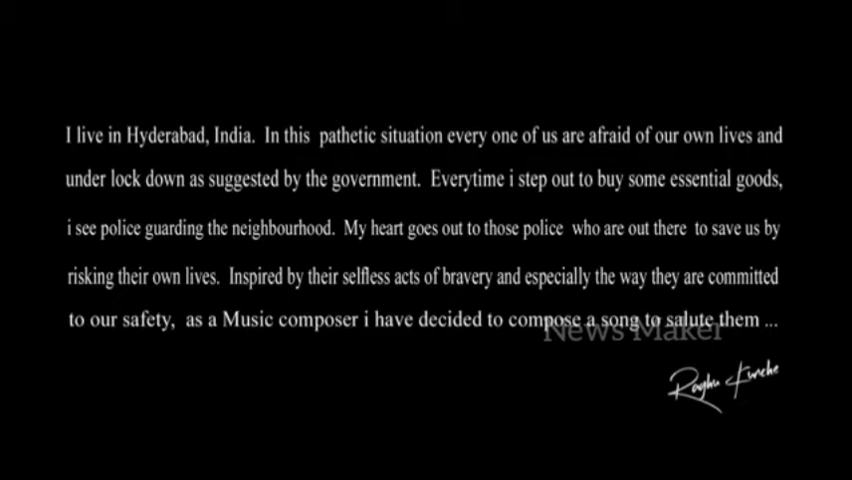 I live in Hyderabad, India. In this pathetic situation every one of us are afraid of our own lives and
under lock down as suggested by the government. Everytime i step out to buy some essential goods,
i see police guarding the neighbourhood. My heart goes out to those police who are out there to save us by
risking their own lives. Inspired by their selfless acts of bravery and especially the way they are committed
to our safety, as a Music composer i have decided to compose a song to salute them ...
News Maker
Raghu Kunche